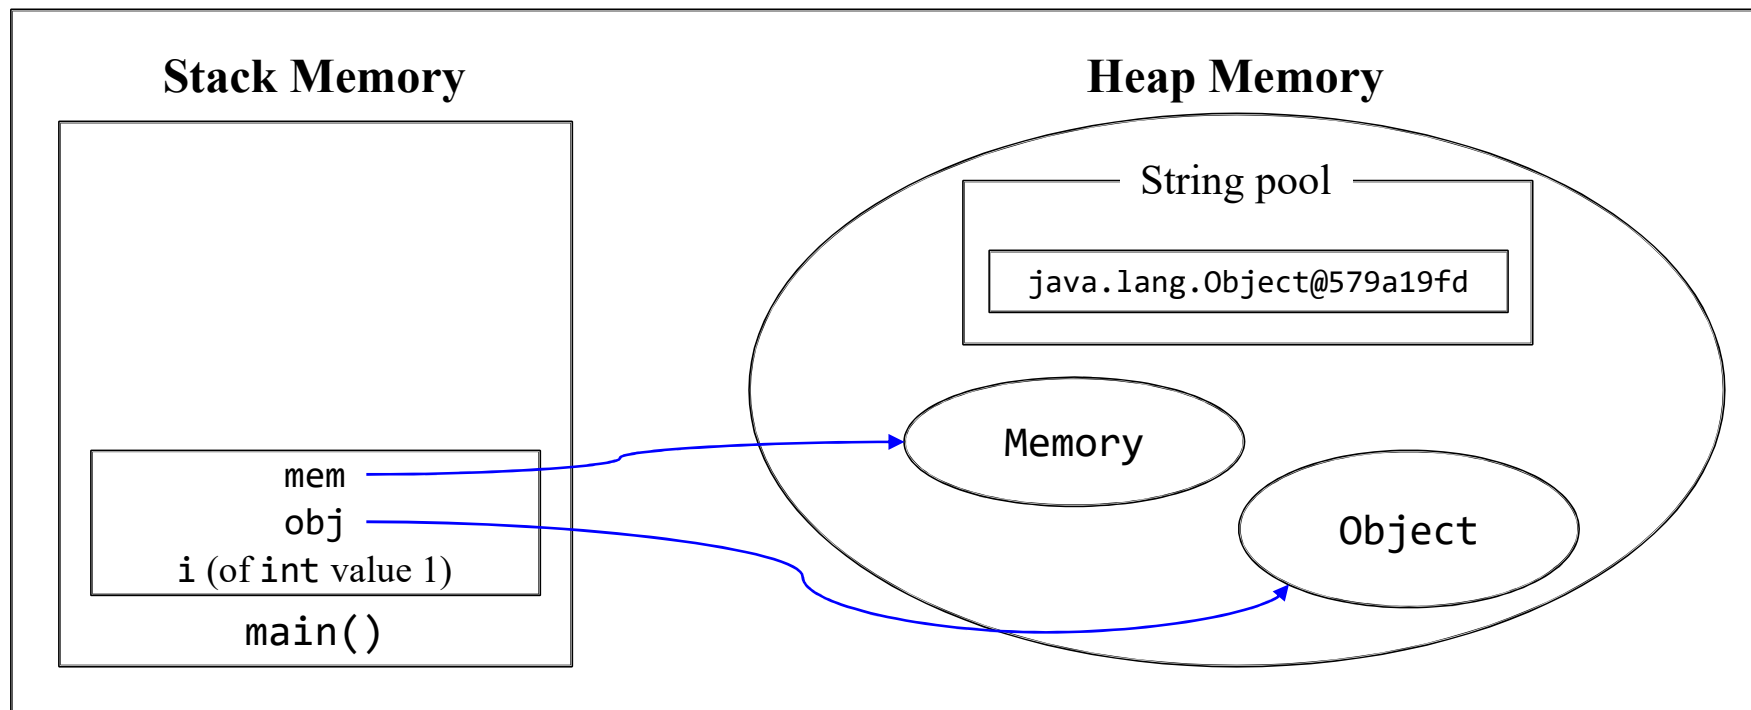 Stack Memory
Heap Memory
String pool
java.lang.Object@579a19fd
Memory
mem
obj
Object
i (of int value 1)
main()